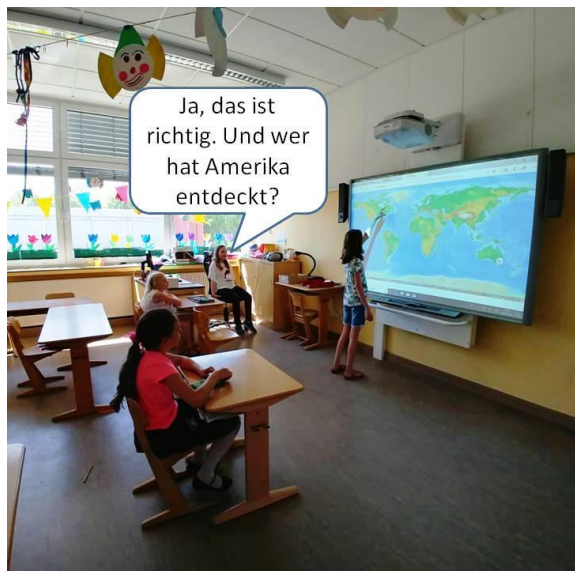 Ja, das ist
richtig. Und wer
hat Amerika
entdeckt?